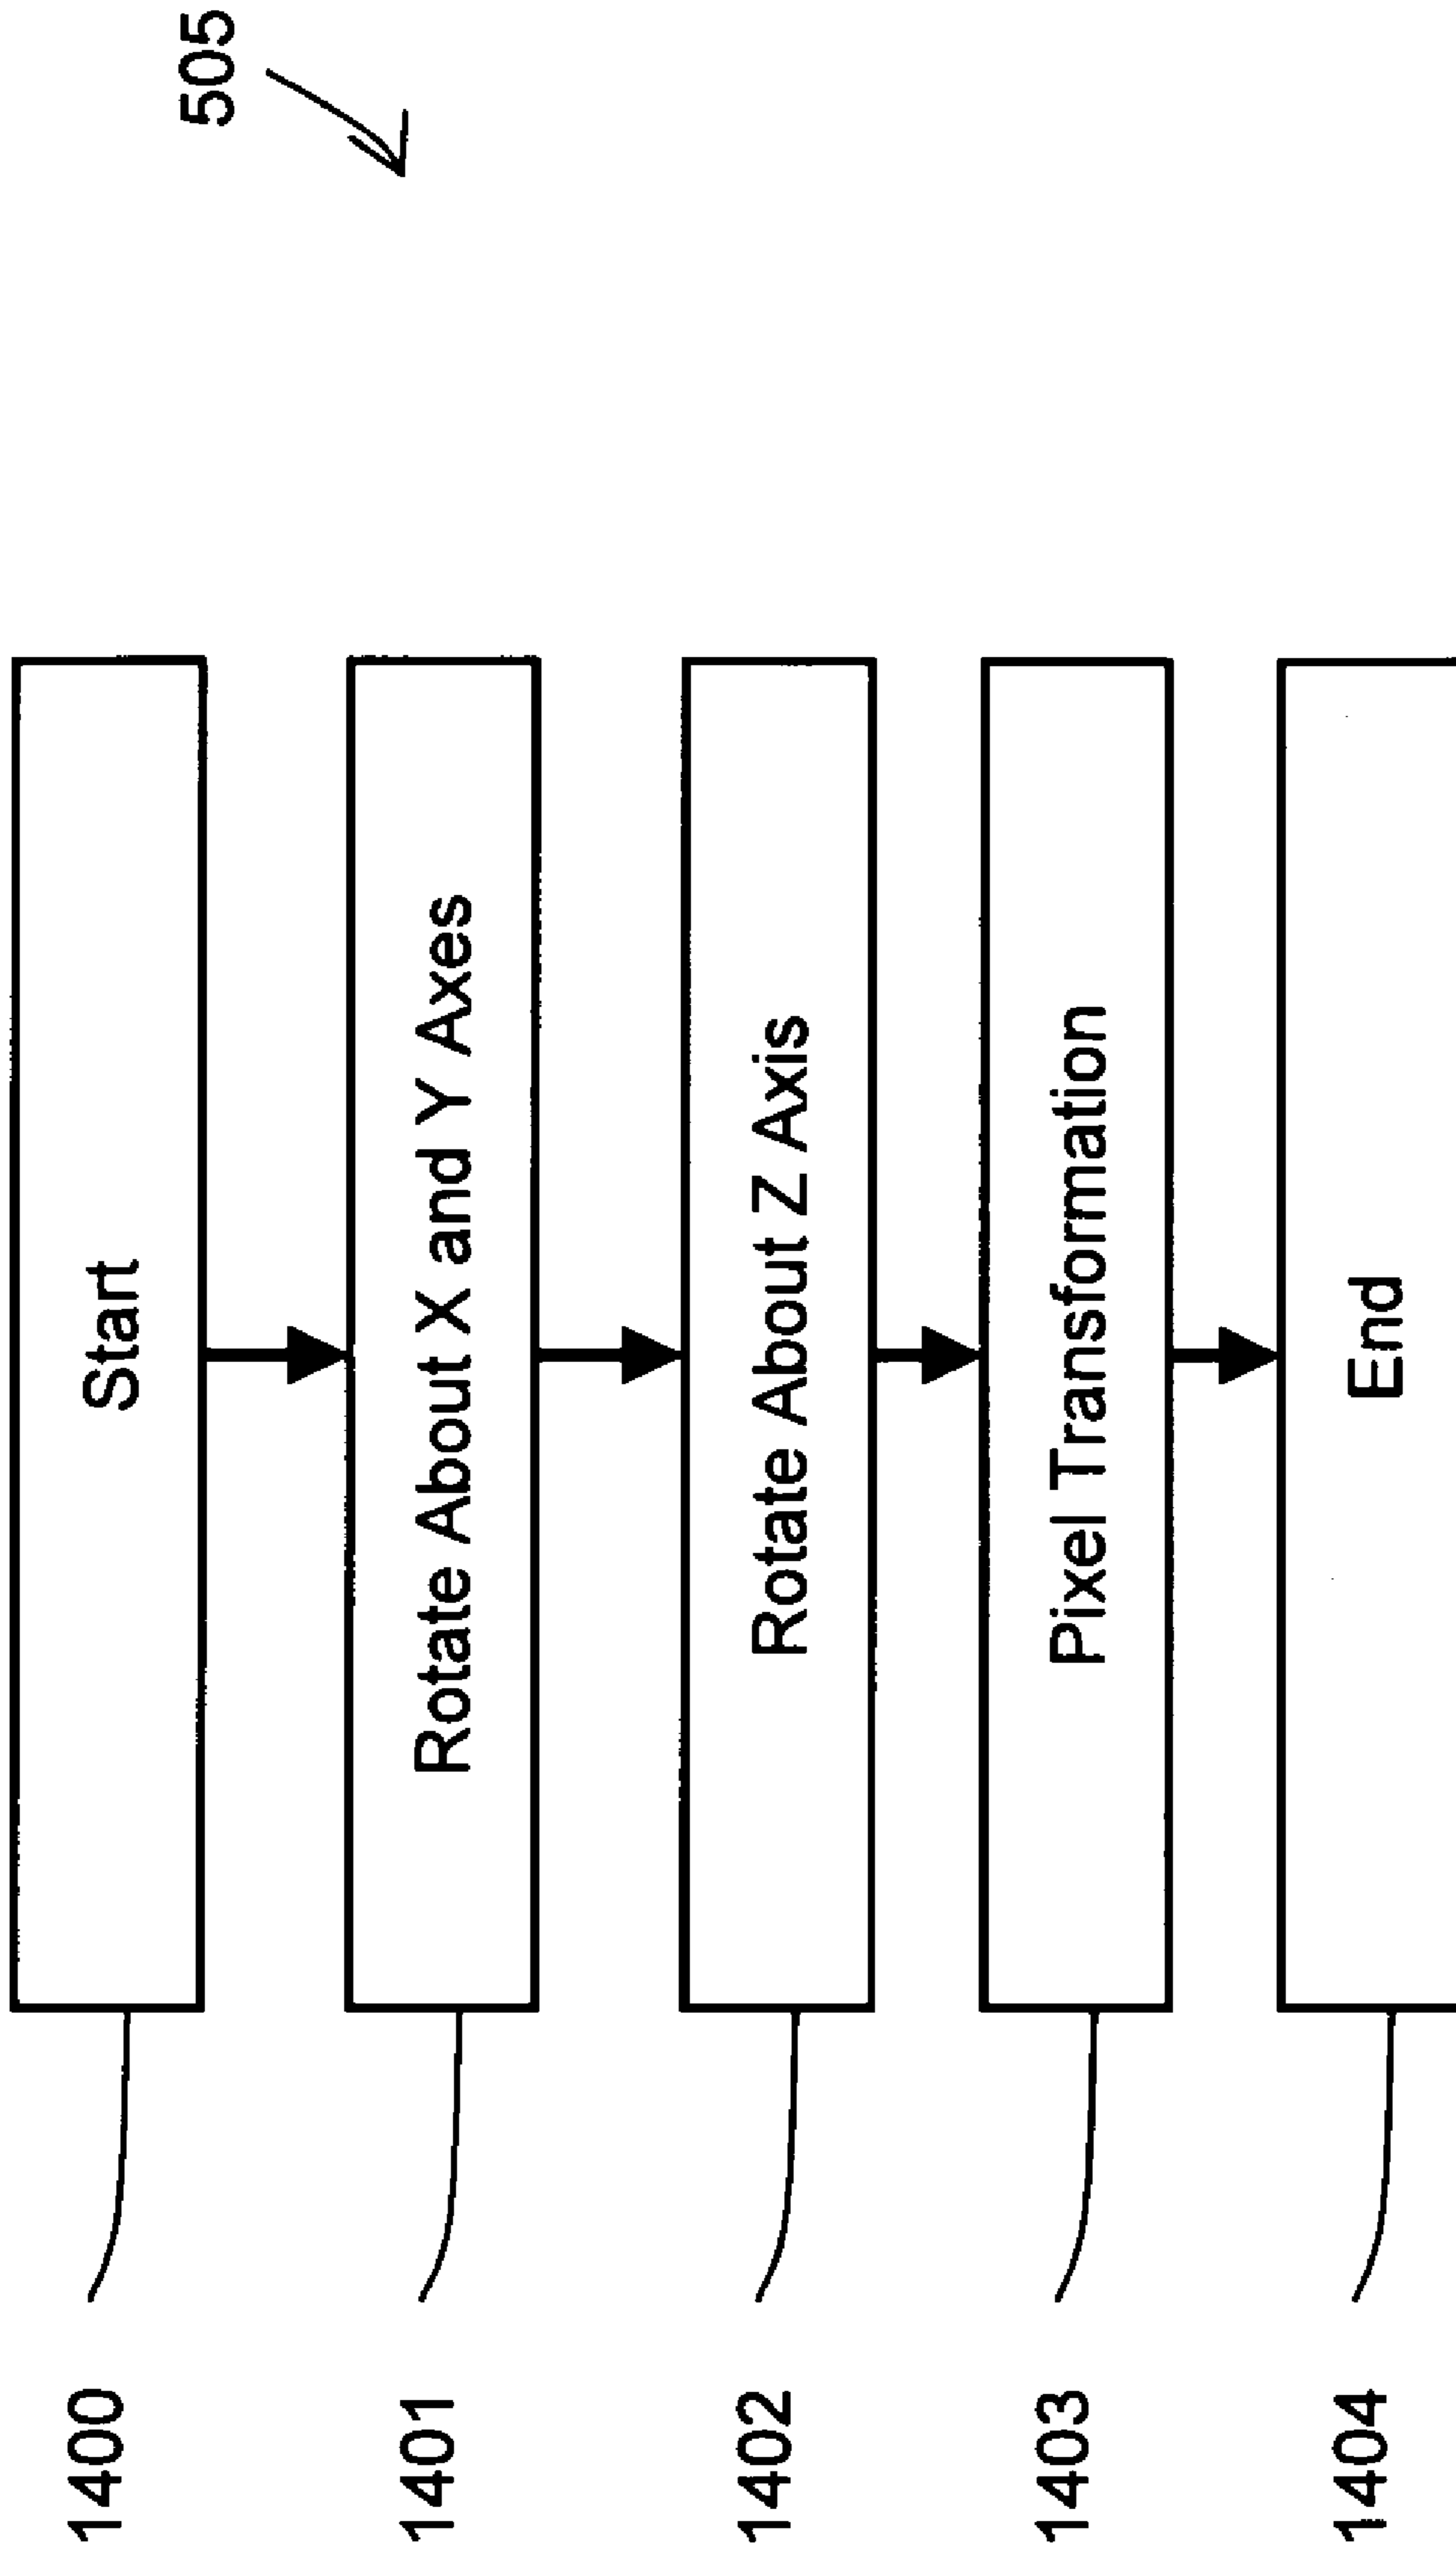 505
1400
Start
1401
Rotate About X and Y Axes
1402
Rotate About Z Axis
1403
Pixel Transformation
1404
End